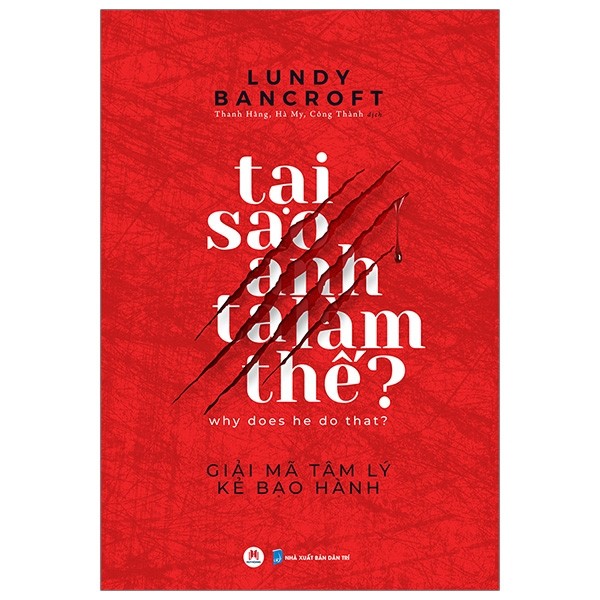 LUNDY
BANCROFT
Thanh Hằng, Hà My, Công Thành dịch
tại
sao
anh
ta làm
thế?
why does he do that?
GIẢI MÃ TÂM LÝ
KẺ BẠO HÀNH
NHÀ XUẤT BẢN DÂN TRÍ